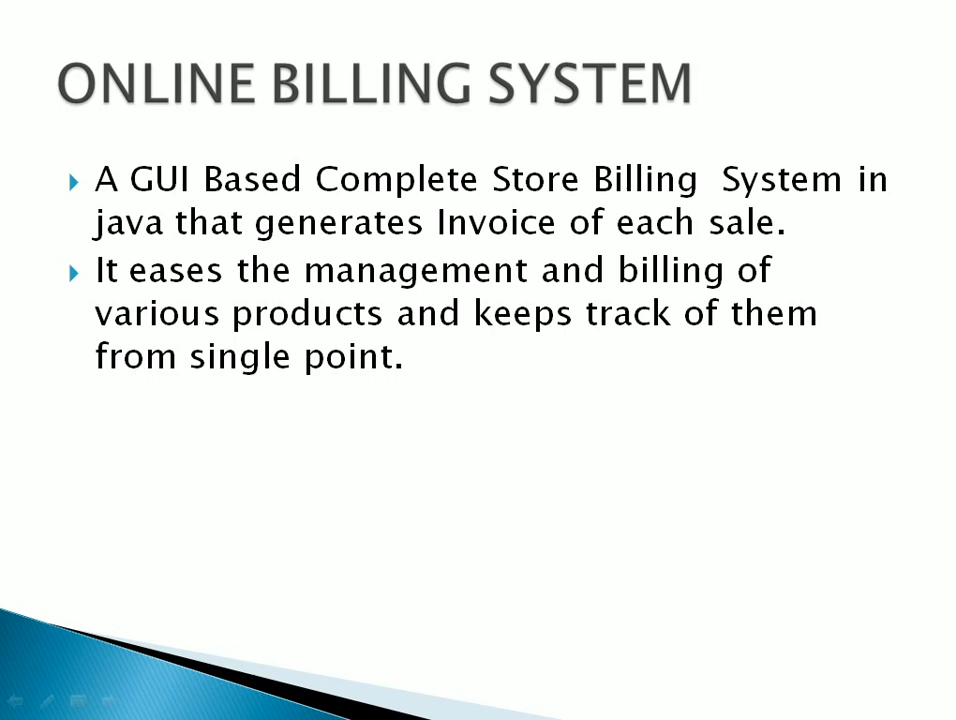 ONLINE BILLING SYSTEM
A GUI Based Complete Store Billing  System in
java that generates Invoice of each sale.
It eases the management and billing of
various products and keeps track of them
from single point.